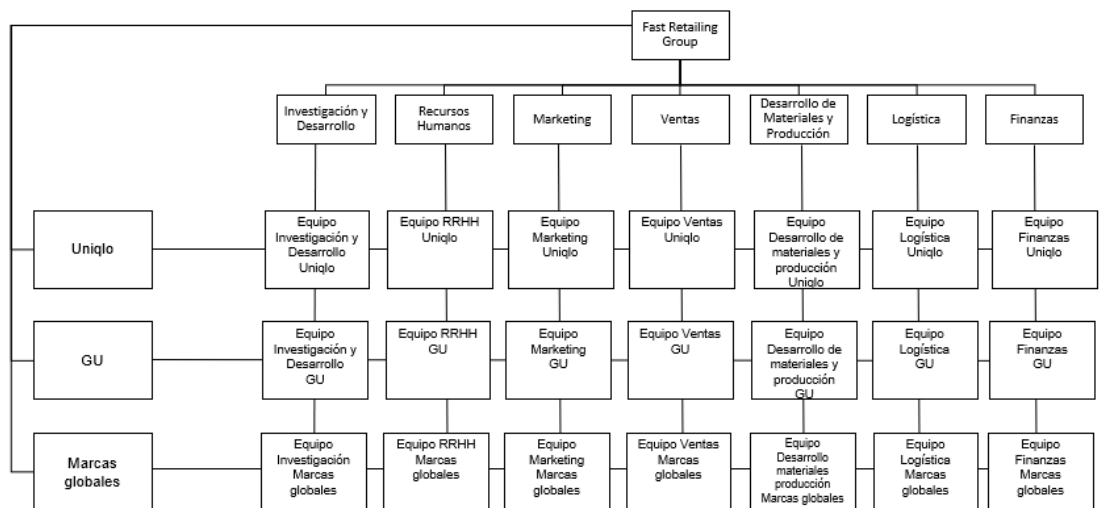 Fast Retailing
Group
Investigación y
Desarrollo
Recursos
Humanos
Marketing
Ventas
Desarrollo de
Materiales y
Producción
Logística
Finanzas
Uniqlo
Equipo
Investigación y
Desarrollo
Uniqlo
Equipo RRHH
Uniqlo
Equipo
Marketing
Uniqlo
Equipo Ventas
Uniqlo
Equipo
Desarrollo de
materiales y
producción
Uniqlo
Equipo
Logística
Uniqlo
Equipo
Finanzas
Uniqlo
GU
Equipo
Investigación y
Desarrollo
GU
Equipo RRHH
GU
Equipo
Marketing
GU
Equipo Ventas
GU
Equipo
Desarrollo de
materiales y
producción
GU
Equipo
Logística
GU
Equipo
Finanzas
GU
Marcas
globales
Equipo
Investigación
Marcas
globales
Equipo RRHH
Marcas
globales
Equipo
Marketing
Marcas
globales
Equipo Ventas
Marcas
globales
Equipo
Desarrollo
materiales
producción
Marcas globales
Equipo
Logística
Marcas
globales
Equipo
Finanzas
Marcas
globales